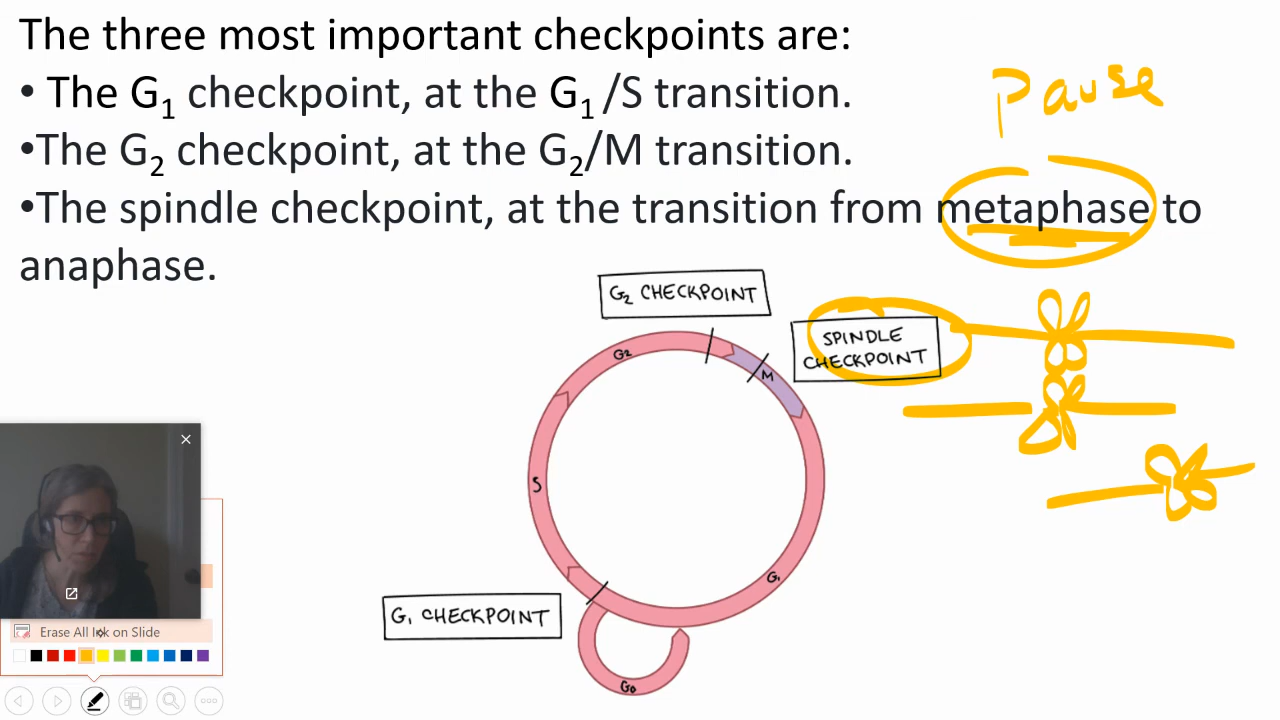 The three most important checkpoints are:
• The G₁ checkpoint, at the G₁ /S transition.
•The G₂ checkpoint, at the G₂/M transition.
•The spindle checkpoint, at the transition from metaphase to
anaphase.
Pause
G₂ CHECKPOINT
SPINDLE
CHECKPOINT
G₂
M
S
G₁
G₁ CHECKPOINT
G₀
Erase All Ink on Slide